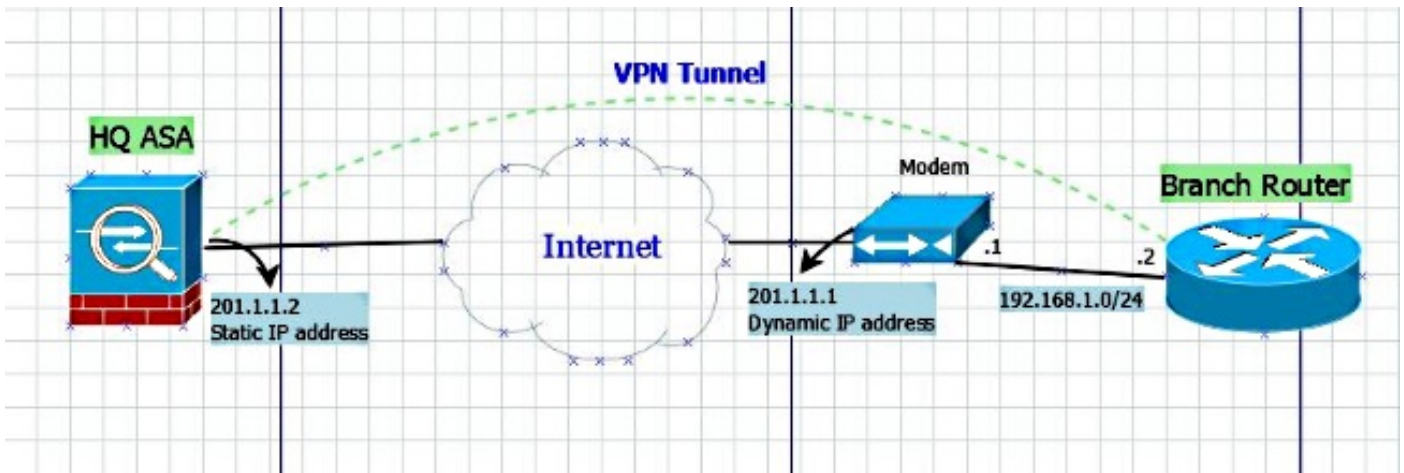 VPN Tunnel
HQ ASA
Modem
Branch Router
Internet
.1
.2
201.1.1.2
Static IP address
201.1.1.1
Dynamic IP address
192.168.1.0/24